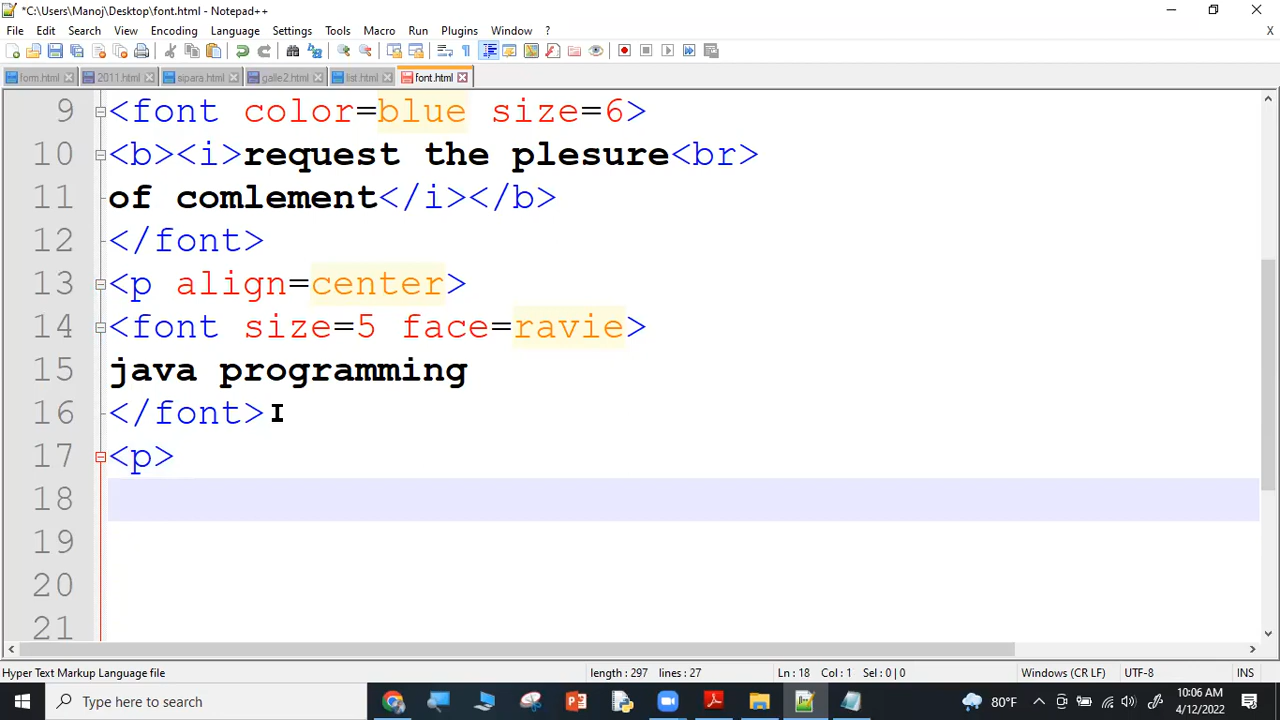 *C:\Users\Manoj\Desktop\font.html - Notepad++
File Edit Search View Encoding Language Settings Tools Macro Run Plugins Window ? X
form.html 2011.html sipara.html galle2.html list.html font.html
9 <font color=blue size=6>
10 <b><i>request the plesure<br>
11 of comlement</i></b>
12 </font>
13 <p align=center>
14 <font size=5 face=ravie>
15 java programming
16 </font>
17 <p>
18
19
20
21
Hyper Text Markup Language file length : 297 lines : 27 Ln : 18 Col : 1 Sel : 0 | 0 Windows (CR LF) UTF-8 INS
Type here to search 80°F 10:06 AM
4/12/2022